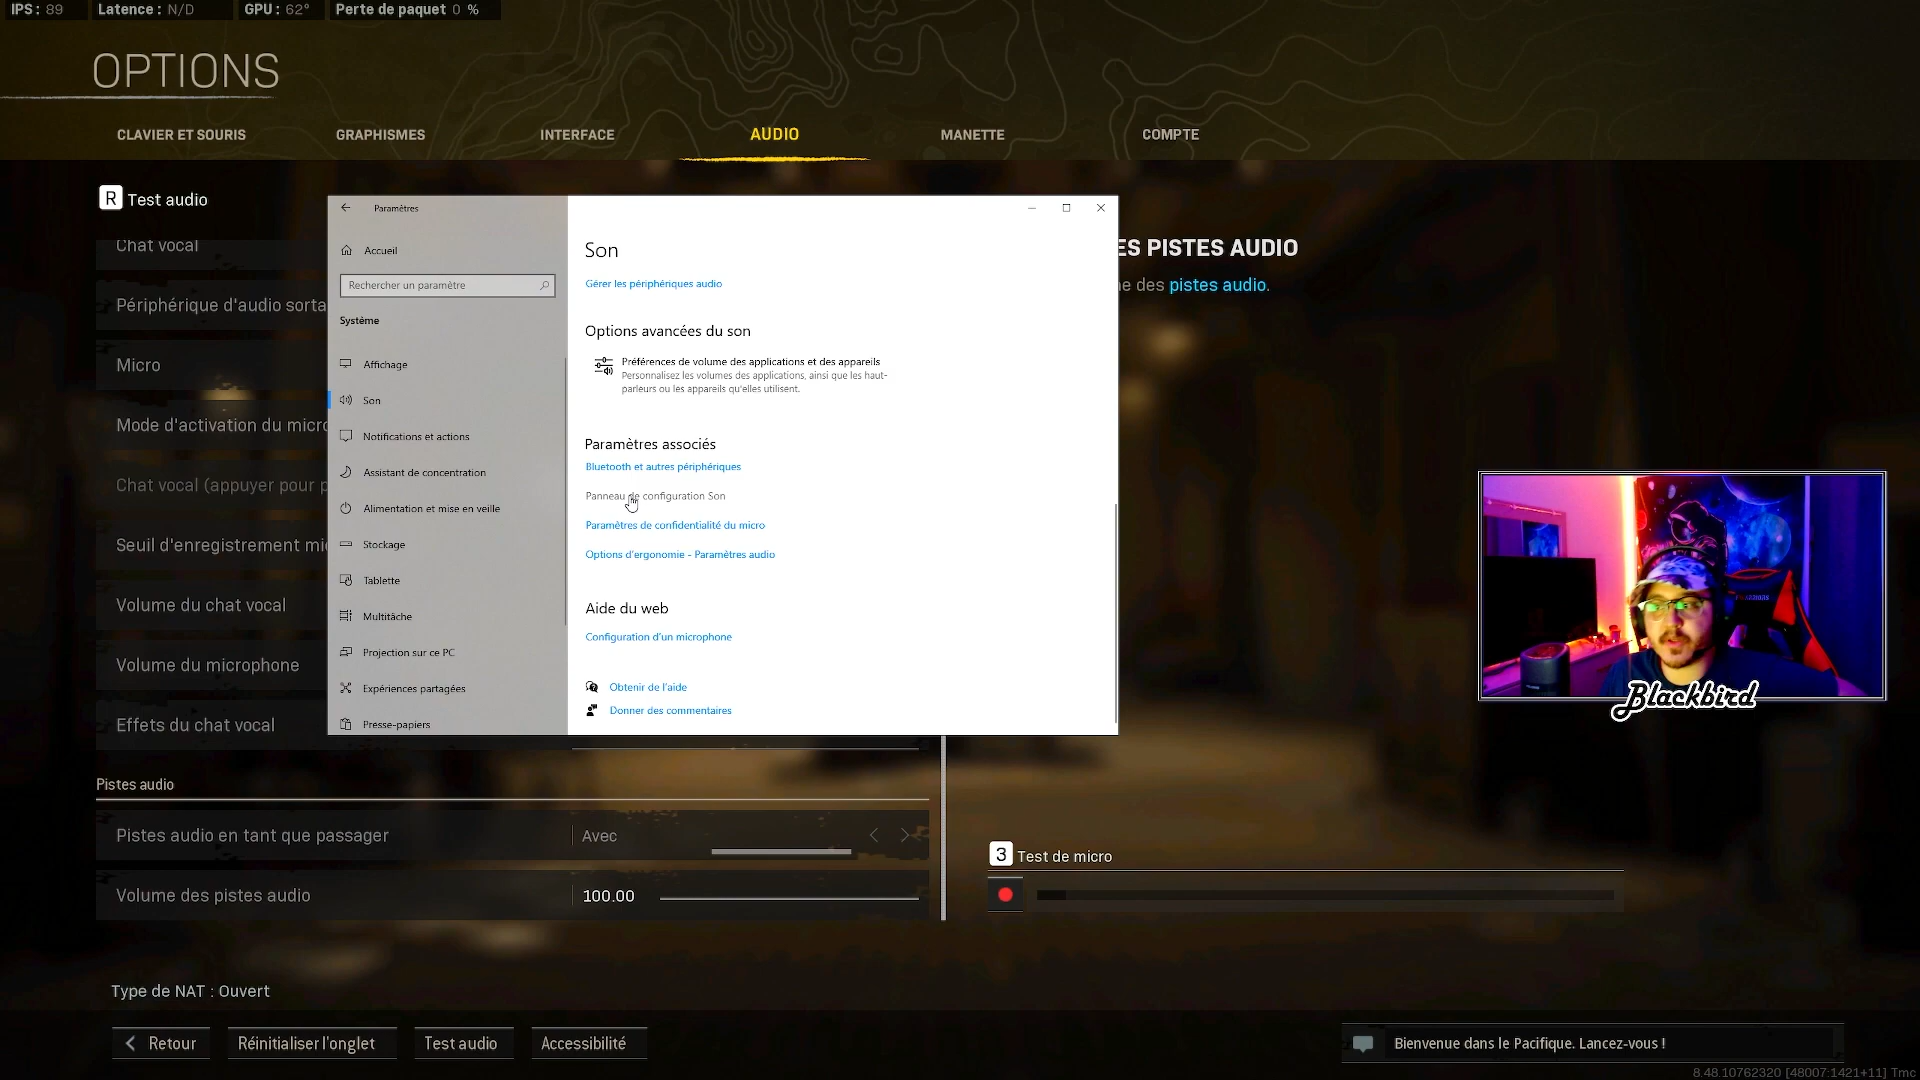 IPS : 89 Latence : N/D GPU : 62° Perte de paquet 0 %
OPTIONS
CLAVIER ET SOURIS GRAPHISMES INTERFACE AUDIO MANETTE COMPTE
R Test audio
Chat vocal
Périphérique d'audio sorta
Micro
Mode d'activation du micro
Chat vocal (appuyer pour p
Seuil d'enregistrement mi
Volume du chat vocal
Volume du microphone
Effets du chat vocal
Paramètres
Accueil
Rechercher un paramètre
Système
Affichage
Son
Notifications et actions
Assistant de concentration
Alimentation et mise en veille
Stockage
Tablette
Multitâche
Projection sur ce PC
Expériences partagées
Presse-papiers
Son
Gérer les périphériques audio
Options avancées du son
Préférences de volume des applications et des appareils
Personnalisez les volumes des applications, ainsi que les haut-
parleurs ou les appareils qu'elles utilisent.
Paramètres associés
Bluetooth et autres périphériques
Panneau de configuration Son
Paramètres de confidentialité du micro
Options d'ergonomie - Paramètres audio
Aide du web
Configuration d'un microphone
Obtenir de l'aide
Donner des commentaires
ES PISTES AUDIO
ne des pistes audio.
Blackbird
Pistes audio
Pistes audio en tant que passager Avec
Volume des pistes audio 100.00
3 Test de micro
Type de NAT : Ouvert
Retour Réinitialiser l'onglet Test audio Accessibilité
Bienvenue dans le Pacifique. Lancez-vous !
8.48.10762320 [48007:1421+11] Tmc